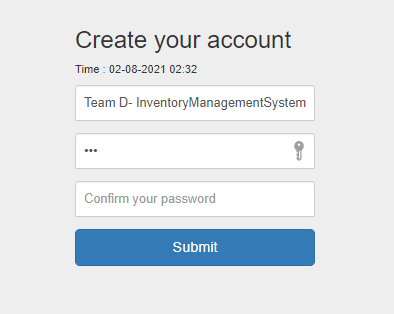 Create your account
Time : 02-08-2021 02:32
Team D- InventoryManagementSystem
•••
Confirm your password
Submit